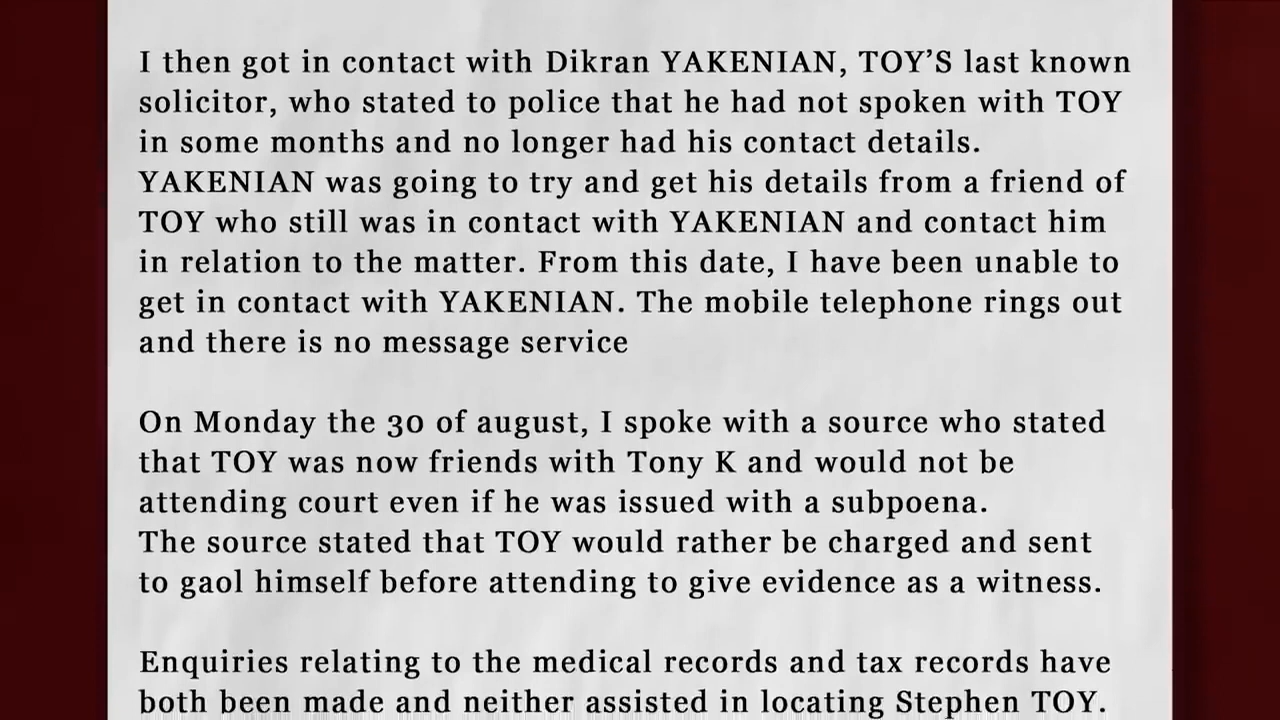 I then got in contact with Dikran YAKENIAN, TOY’S last known
solicitor, who stated to police that he had not spoken with TOY
in some months and no longer had his contact details.
YAKENIAN was going to try and get his details from a friend of
TOY who still was in contact with YAKENIAN and contact him
in relation to the matter. From this date, I have been unable to
get in contact with YAKENIAN. The mobile telephone rings out
and there is no message service
On Monday the 30 of august, I spoke with a source who stated
that TOY was now friends with Tony K and would not be
attending court even if he was issued with a subpoena.
The source stated that TOY would rather be charged and sent
to gaol himself before attending to give evidence as a witness.
Enquiries relating to the medical records and tax records have
both been made and neither assisted in locating Stephen TOY.